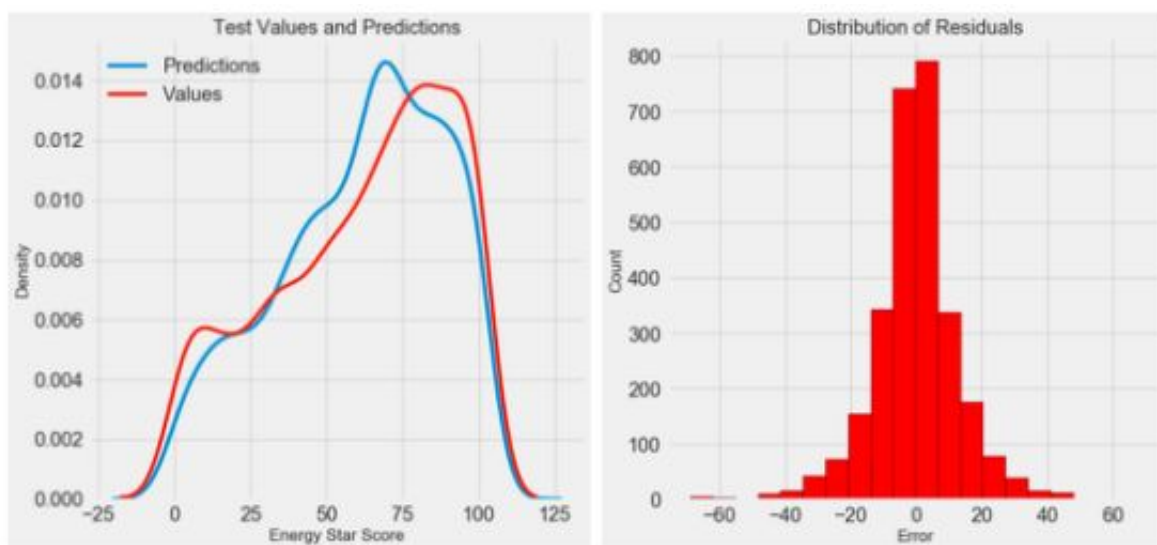 Test Values and Predictions
Predictions
Values
0.014
0.012
0.010
0.008
0.006
0.004
0.002
0.000
Density
−25 0 25 50 75 100 125
Energy Star Score
Distribution of Residuals
800
700
600
500
400
300
200
100
0
Count
−60 −40 −20 0 20 40 60
Error